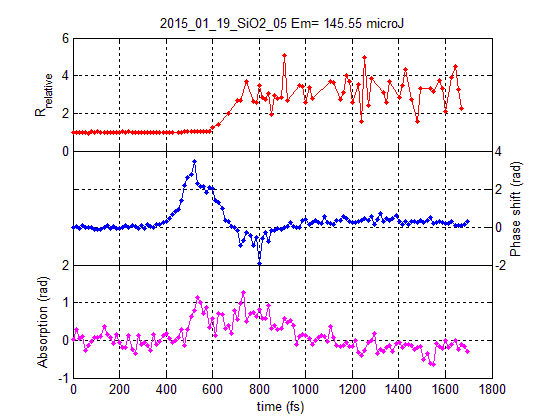 2015_01_19_SiO2_05 Em= 145.55 microJ
6
4
2
0
R relative
4
2
0
-2
Phase shift (rad)
2
1
0
-1
Absorption (rad)
0 200 400 600 800 1000 1200 1400 1600 1800
time (fs)